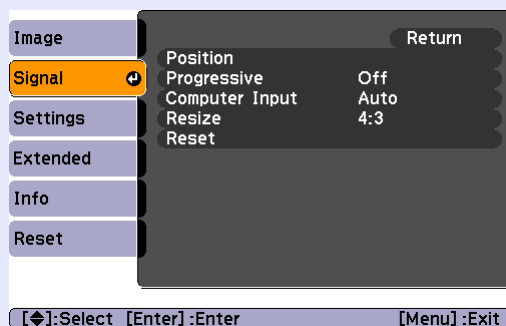 Image
Signal
Settings
Extended
Info
Reset
Return
Position
Progressive Off
Computer Input Auto
Resize 4:3
Reset
[◆]:Select [Enter]:Enter [Menu]:Exit